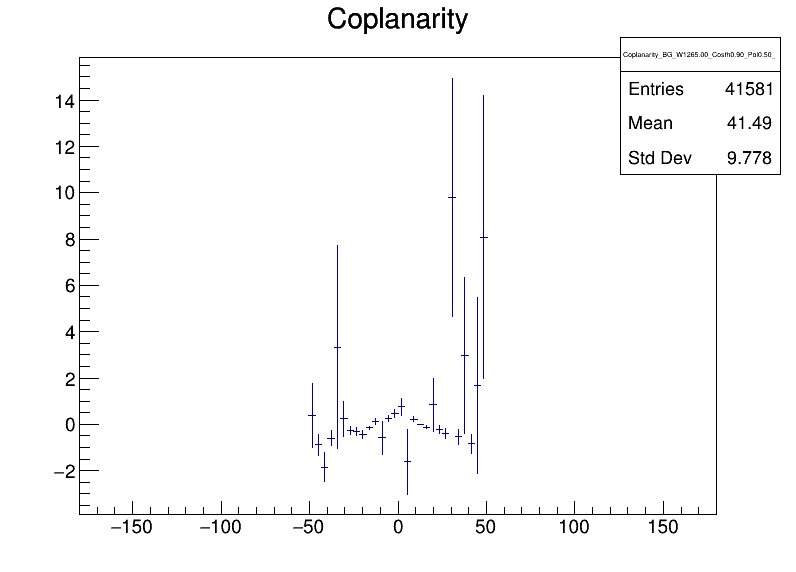 Coplanarity
Coplanarity_BG_W1265.00_Costh0.90_Pol0.50_
Entries 41581
Mean 41.49
Std Dev 9.778
14
12
10
8
6
4
2
0
−2
−150 −100 −50 0 50 100 150